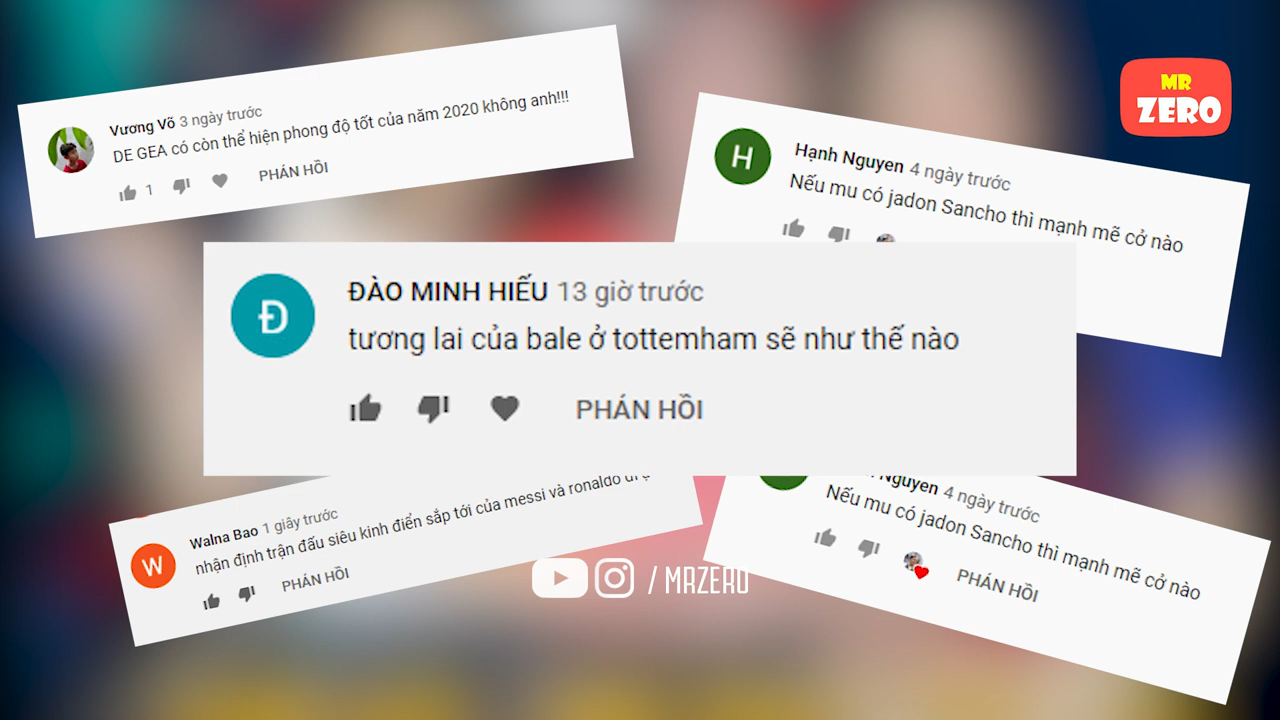 MR
ZERO
Vương Võ 3 ngày trước
DE GEA có còn thể hiện phong độ tốt của năm 2020 không anh!!!
1 PHẢN HỒI
H
Hạnh Nguyen 4 ngày trước
Nếu mu có jadon Sancho thì mạnh mẽ cở nào
Đ
ĐÀO MINH HIẾU 13 giờ trước
tương lai của bale ở tottemham sẽ như thế nào
PHẢN HỒI
W
Walna Bao 1 giây trước
nhận định trận đấu siêu kinh điển sắp tới của messi và ronaldo
PHẢN HỒI
Nguyen 4 ngày trước
Nếu mu có jadon Sancho thì mạnh mẽ cở nào
PHẢN HỒI
/ MRZERO